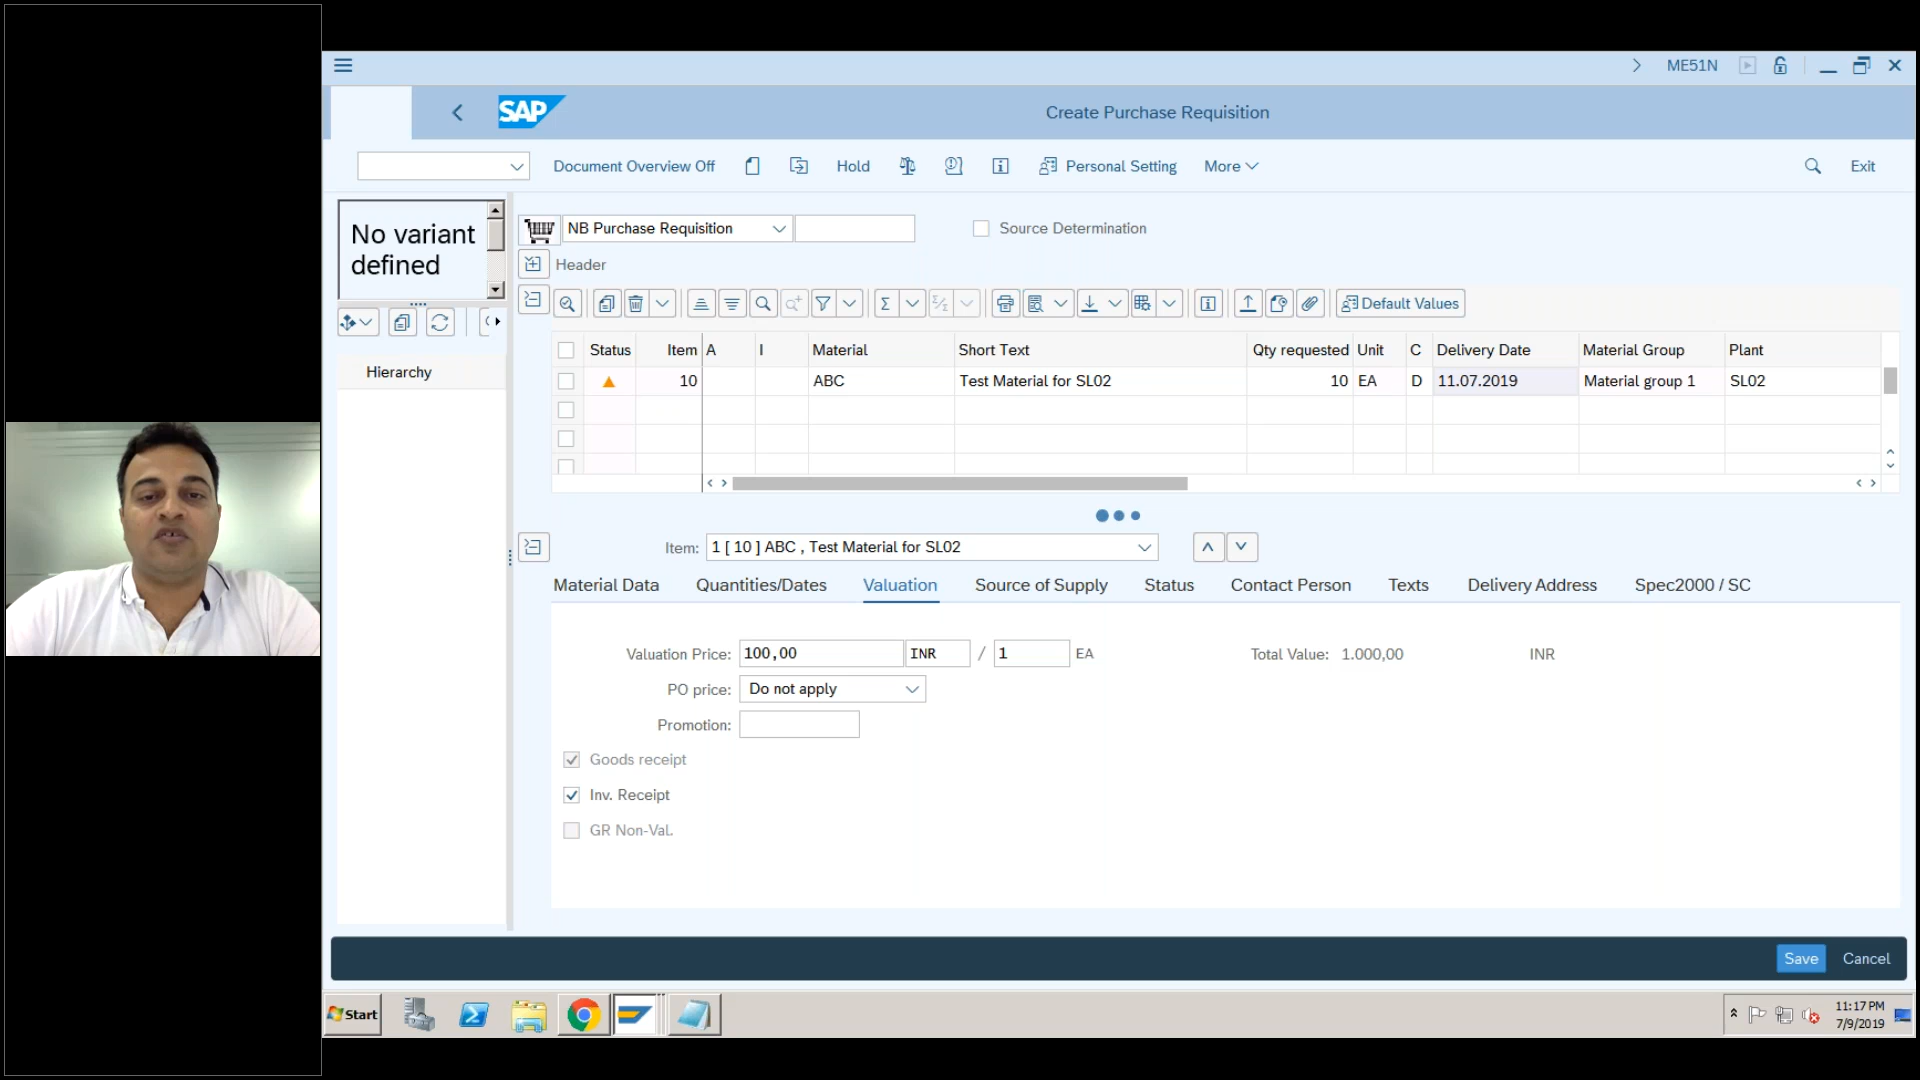 ME51N
SAP
Create Purchase Requisition
Document Overview Off
Hold
Personal Setting
More
Exit
No variant
defined
NB Purchase Requisition
Source Determination
Header
Default Values
Hierarchy
Status Item A I Material Short Text Qty requested Unit C Delivery Date Material Group Plant
10 ABC Test Material for SL02 10 EA D 11.07.2019 Material group 1 SL02
Item: 1 [ 10 ] ABC , Test Material for SL02
Material Data Quantities/Dates Valuation Source of Supply Status Contact Person Texts Delivery Address Spec2000 / SC
Valuation Price: 100,00 INR / 1 EA Total Value: 1.000,00 INR
PO price: Do not apply
Promotion:
Goods receipt
Inv. Receipt
GR Non-Val.
Save Cancel
Start
11:17 PM
7/9/2019